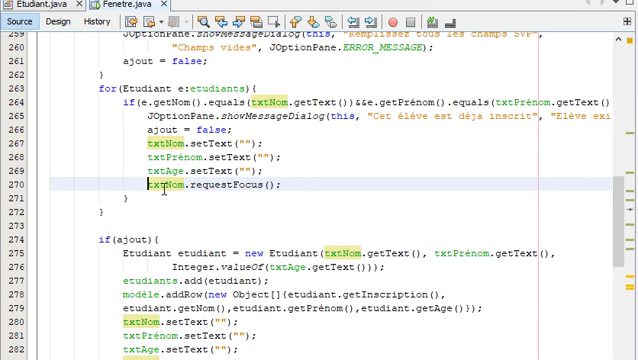 Etudiant.java Fenetre.java
Source Design History
259 JOptionPane.showMessageDialog(this, "Remplissez tous les champs SVP",
260 "Champs vides", JOptionPane.ERROR_MESSAGE);
261 ajout = false;
262 }
263 for(Etudiant e:etudiants){
264 if(e.getNom().equals(txtNom.getText())&&e.getPrénom().equals(txtPrénom.getText()
265 JOptionPane.showMessageDialog(this, "Cet élève est déja inscrit", "Elève exi
266 ajout = false;
267 txtNom.setText("");
268 txtPrénom.setText("");
269 txtAge.setText("");
270 txtNom.requestFocus();
271 }
272 }
274 if(ajout){
275 Etudiant etudiant = new Etudiant(txtNom.getText(), txtPrénom.getText(),
276 Integer.valueOf(txtAge.getText()));
277 etudiants.add(etudiant);
278 modèle.addRow(new Object[]{etudiant.getInscription(),
279 etudiant.getNom(),etudiant.getPrénom(),etudiant.getAge()});
280 txtNom.setText("");
281 txtPrénom.setText("");
282 txtAge.setText("");